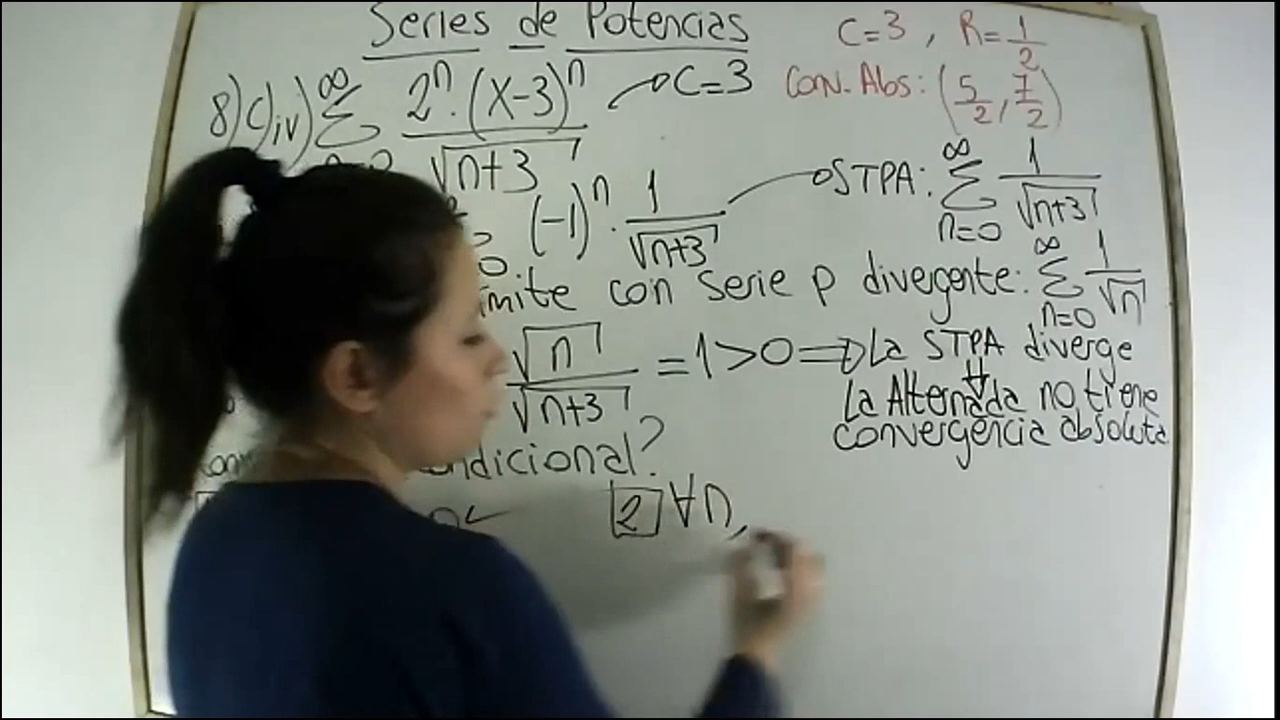 Series de Potencias
C=3 , R=1/2
8)c)iv) ∞ Σ 2^n·(x-3)^n / √n+3 → C=3
Con. Abs: (5/2, 7/2)
(-1)^n · 1/√n+3 → STPA: ∞ Σ n=0 1/√n+3
con serie p divergente: ∞ Σ n=0 1/√n
√n / √n+3 = 1 > 0 ⇒ La STPA diverge
⇓
La Alternada no tiene
convergencia absoluta
?
2 ∀n,